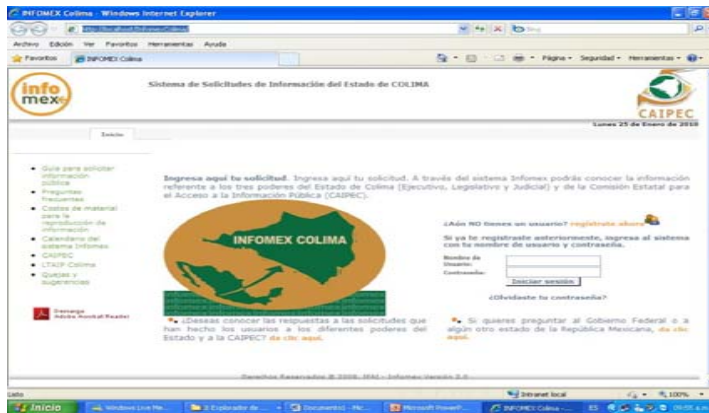 INFOMEX Colima - Windows Internet Explorer
http://localhost/InfomexColima/
Bing
Archivo Edición Ver Favoritos Herramientas Ayuda
Favoritos INFOMEX Colima
Página Seguridad Herramientas
info
mex
Sistema de Solicitudes de Información del Estado de COLIMA
CAIPEC
Lunes 25 de Enero de 2010
Inicio
Guía para solicitar
información
pública
Preguntas
frecuentes
Costos de material
para la
reproducción de
información
Calendario del
sistema Infomex
CAIPEC
LTAIP Colima
Quejas y
sugerencias
Descarga
Adobe Acrobat Reader
Ingresa aquí tu solicitud. Ingresa aquí tu solicitud. A través del sistema Infomex podrás conocer la información
referente a los tres poderes del Estado de Colima (Ejecutivo, Legislativo y Judicial) y de la Comisión Estatal para
el Acceso a la Información Pública (CAIPEC).
INFOMEX COLIMA
¿Aún NO tienes un usuario? regístrate ahora
Si ya te registraste anteriormente, ingresa al sistema
con tu nombre de usuario y contraseña.
Nombre de
Usuario:
Contraseña:
Iniciar sesión
¿Olvidaste tu contraseña?
¿Deseas conocer las respuestas a las solicitudes que
han hecho los usuarios a los diferentes poderes del
Estado y a la CAIPEC? da clic aquí.
Si quieres preguntar al Gobierno Federal o a
algún otro estado de la República Mexicana, da clic
aquí.
Derechos Reservados © 2009, IFAI - Infomex Versión 2.0
Listo
Intranet local
100%
Inicio
Windows Live Me...
2 Explorador de ...
Documento1 - Mic...
Microsoft PowerP...
INFOMEX Colima - ...
ES